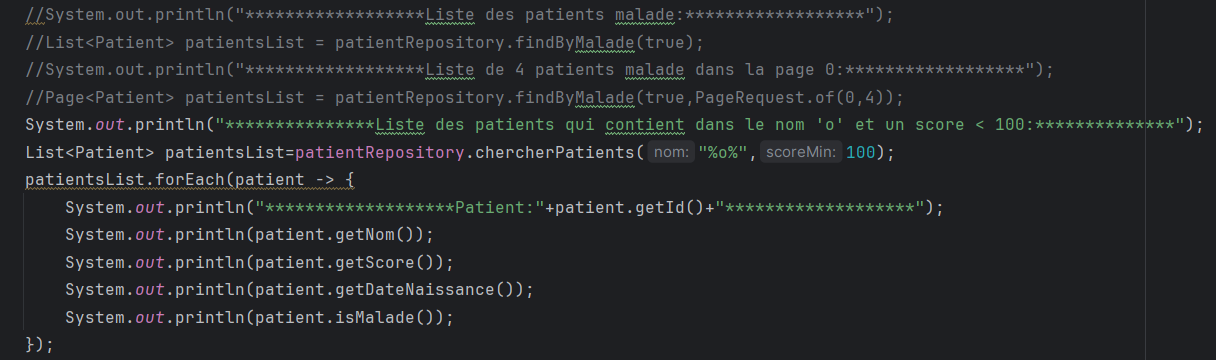 //System.out.println("******************Liste des patients malade:******************");
//List<Patient> patientsList = patientRepository.findByMalade(true);
//System.out.println("******************Liste de 4 patients malade dans la page 0:******************");
//Page<Patient> patientsList = patientRepository.findByMalade(true,PageRequest.of(0,4));
System.out.println("***************Liste des patients qui contient dans le nom 'o' et un score < 100:**************");
List<Patient> patientsList=patientRepository.chercherPatients( nom: "%o%", scoreMin: 100);
patientsList.forEach(patient -> {
    System.out.println("*******************Patient:"+patient.getId()+"*******************");
    System.out.println(patient.getNom());
    System.out.println(patient.getScore());
    System.out.println(patient.getDateNaissance());
    System.out.println(patient.isMalade());
});